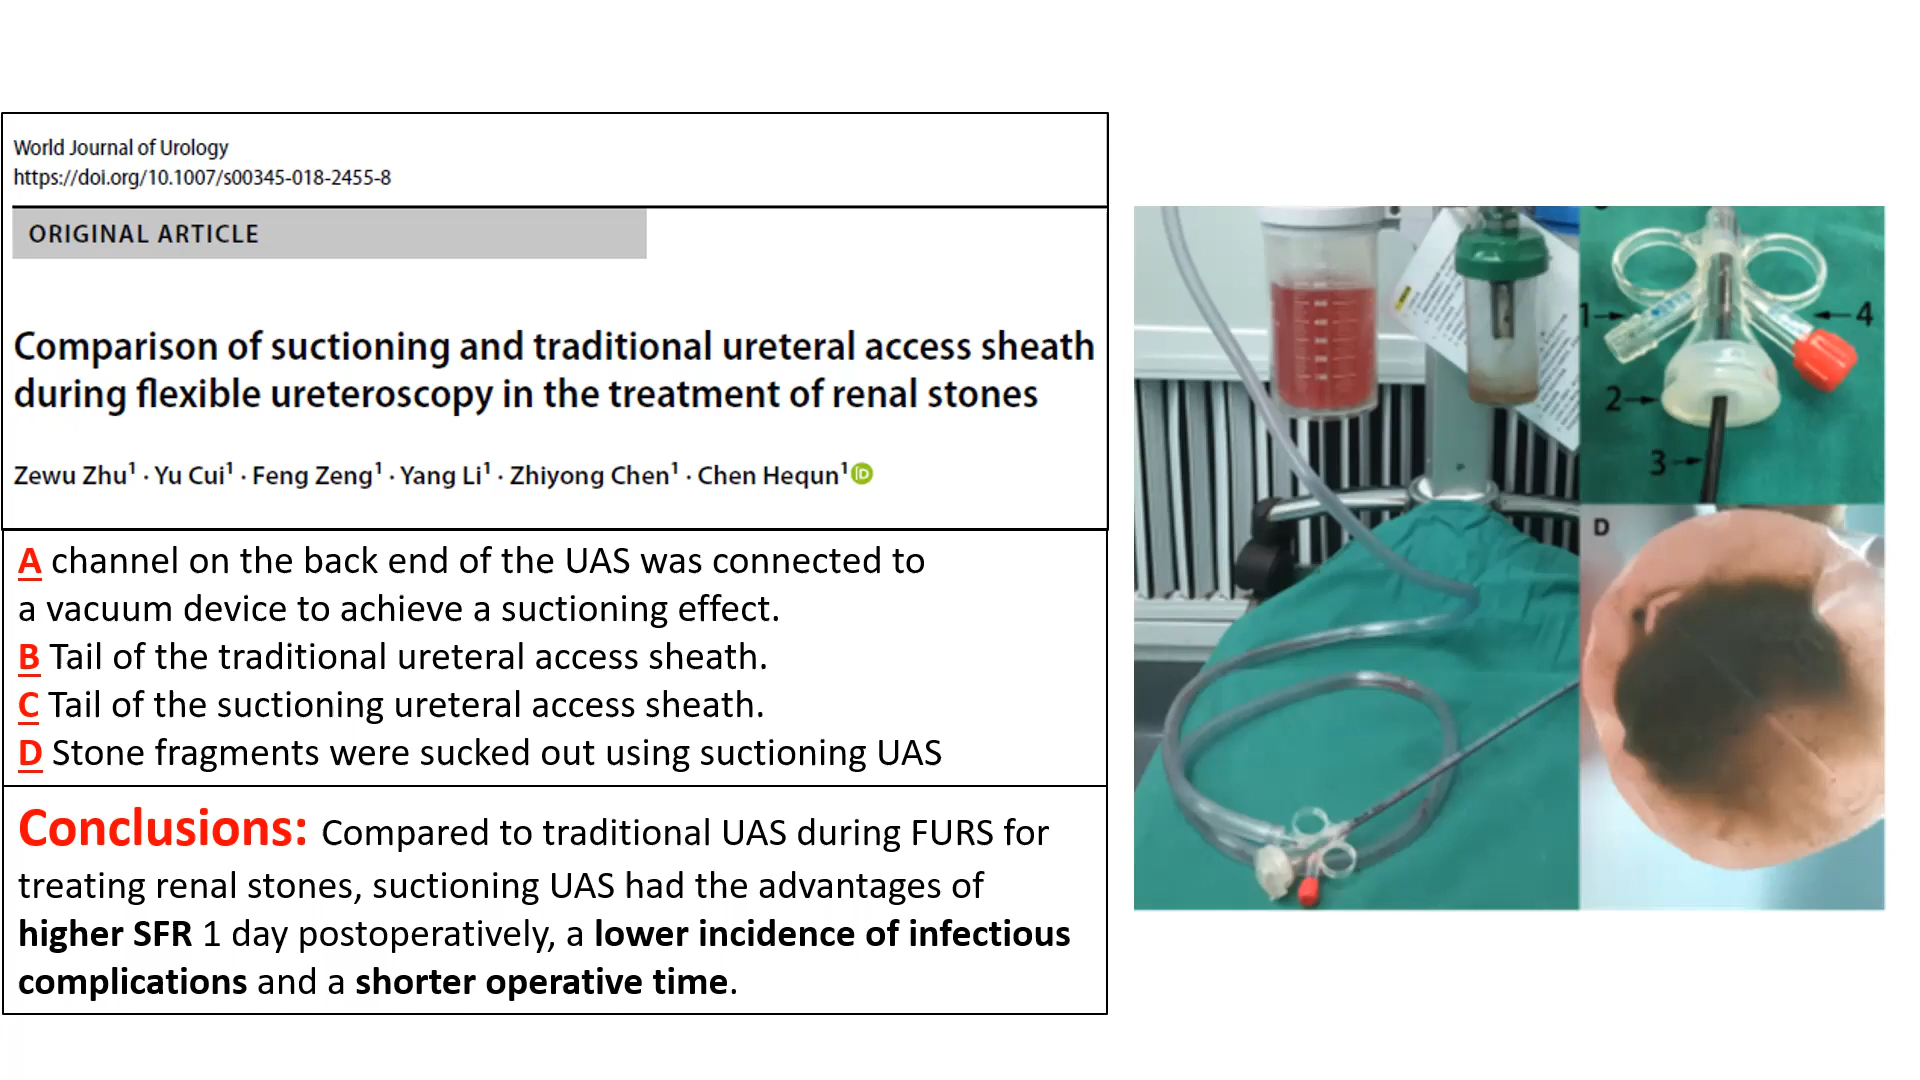 World Journal of Urology
https://doi.org/10.1007/s00345-018-2455-8
ORIGINAL ARTICLE
Comparison of suctioning and traditional ureteral access sheath
during flexible ureteroscopy in the treatment of renal stones
Zewu Zhu1 · Yu Cui1 · Feng Zeng1 · Yang Li1 · Zhiyong Chen1 · Chen Hequn1 iD
A channel on the back end of the UAS was connected to
a vacuum device to achieve a suctioning effect.
B Tail of the traditional ureteral access sheath.
C Tail of the suctioning ureteral access sheath.
D Stone fragments were sucked out using suctioning UAS
Conclusions: Compared to traditional UAS during FURS for
treating renal stones, suctioning UAS had the advantages of
higher SFR 1 day postoperatively, a lower incidence of infectious
complications and a shorter operative time.
1
4
2
3
D